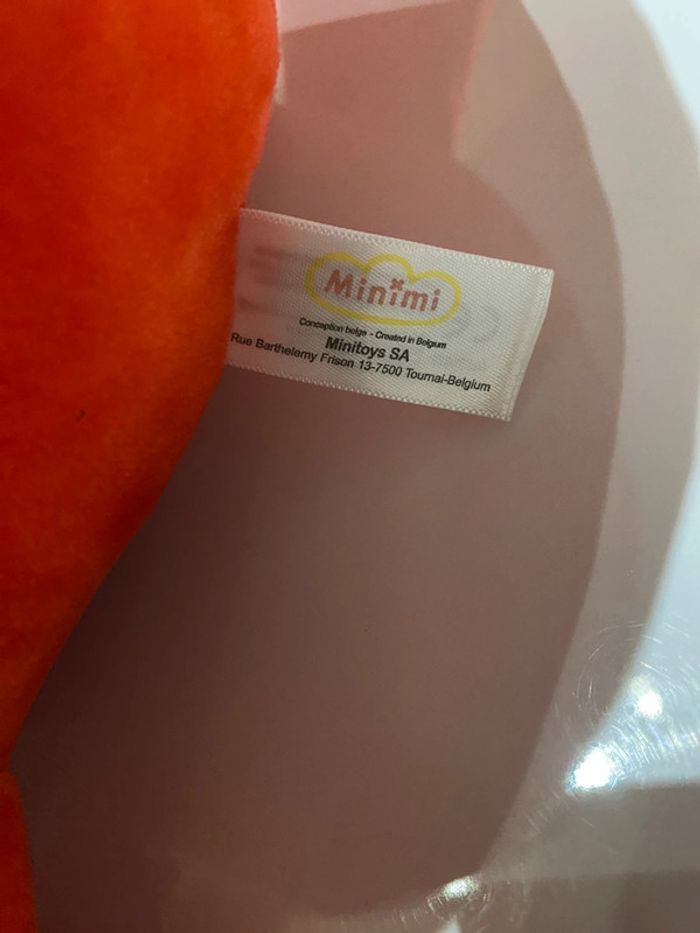 Minimi
Conception belge - Created in Belgium
Minitoys SA
Rue Barthelemy Frison 13-7500 Tournai-Belgium